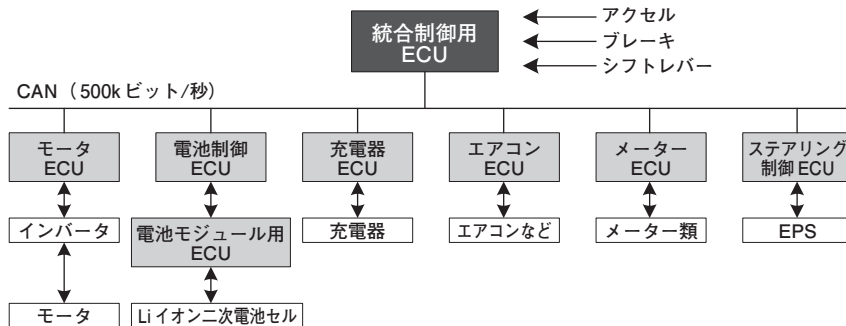 統合制御用
ECU
アクセル
ブレーキ
シフトレバー
CAN（500kビット/秒）
モータ
ECU
電池制御
ECU
充電器
ECU
エアコン
ECU
メーター
ECU
ステアリング
制御ECU
インバータ
電池モジュール用
ECU
充電器
エアコンなど
メーター類
EPS
モータ
Liイオン二次電池セル